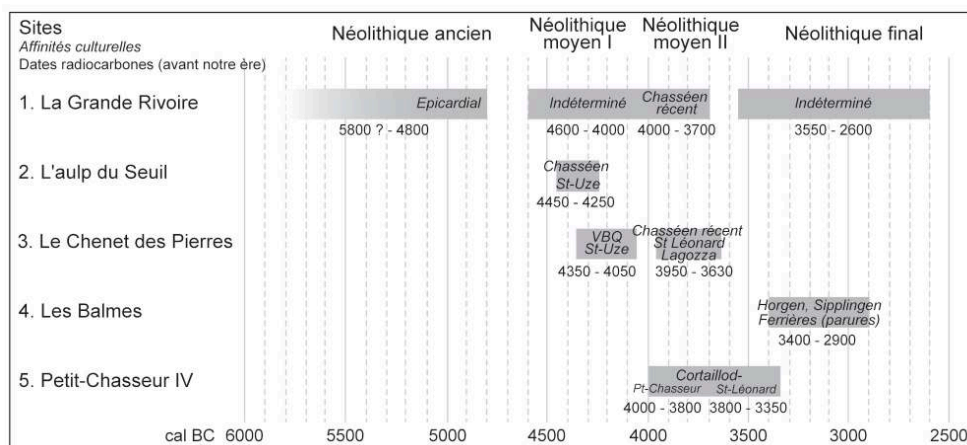 Sites
Affinités culturelles
Dates radiocarbones (avant notre ère)
Néolithique ancien
Néolithique
moyen I
Néolithique
moyen II
Néolithique final
1. La Grande Rivoire
Epicardial
5800 ? - 4800
Indéterminé
4600 - 4000
Chasséen
récent
4000 - 3700
Indéterminé
3550 - 2600
2. L'aulp du Seuil
Chasséen
St-Uze
4450 - 4250
3. Le Chenet des Pierres
VBQ
St-Uze
4350 - 4050
Chasséen récent
St Léonard
Lagozza
3950 - 3630
4. Les Balmes
Horgen, Sipplingen
Ferrières (parures)
3400 - 2900
5. Petit-Chasseur IV
Cortaillod-
Pt-Chasseur St-Léonard
4000 - 3800 3800 - 3350
cal BC 6000 5500 5000 4500 4000 3500 3000 2500